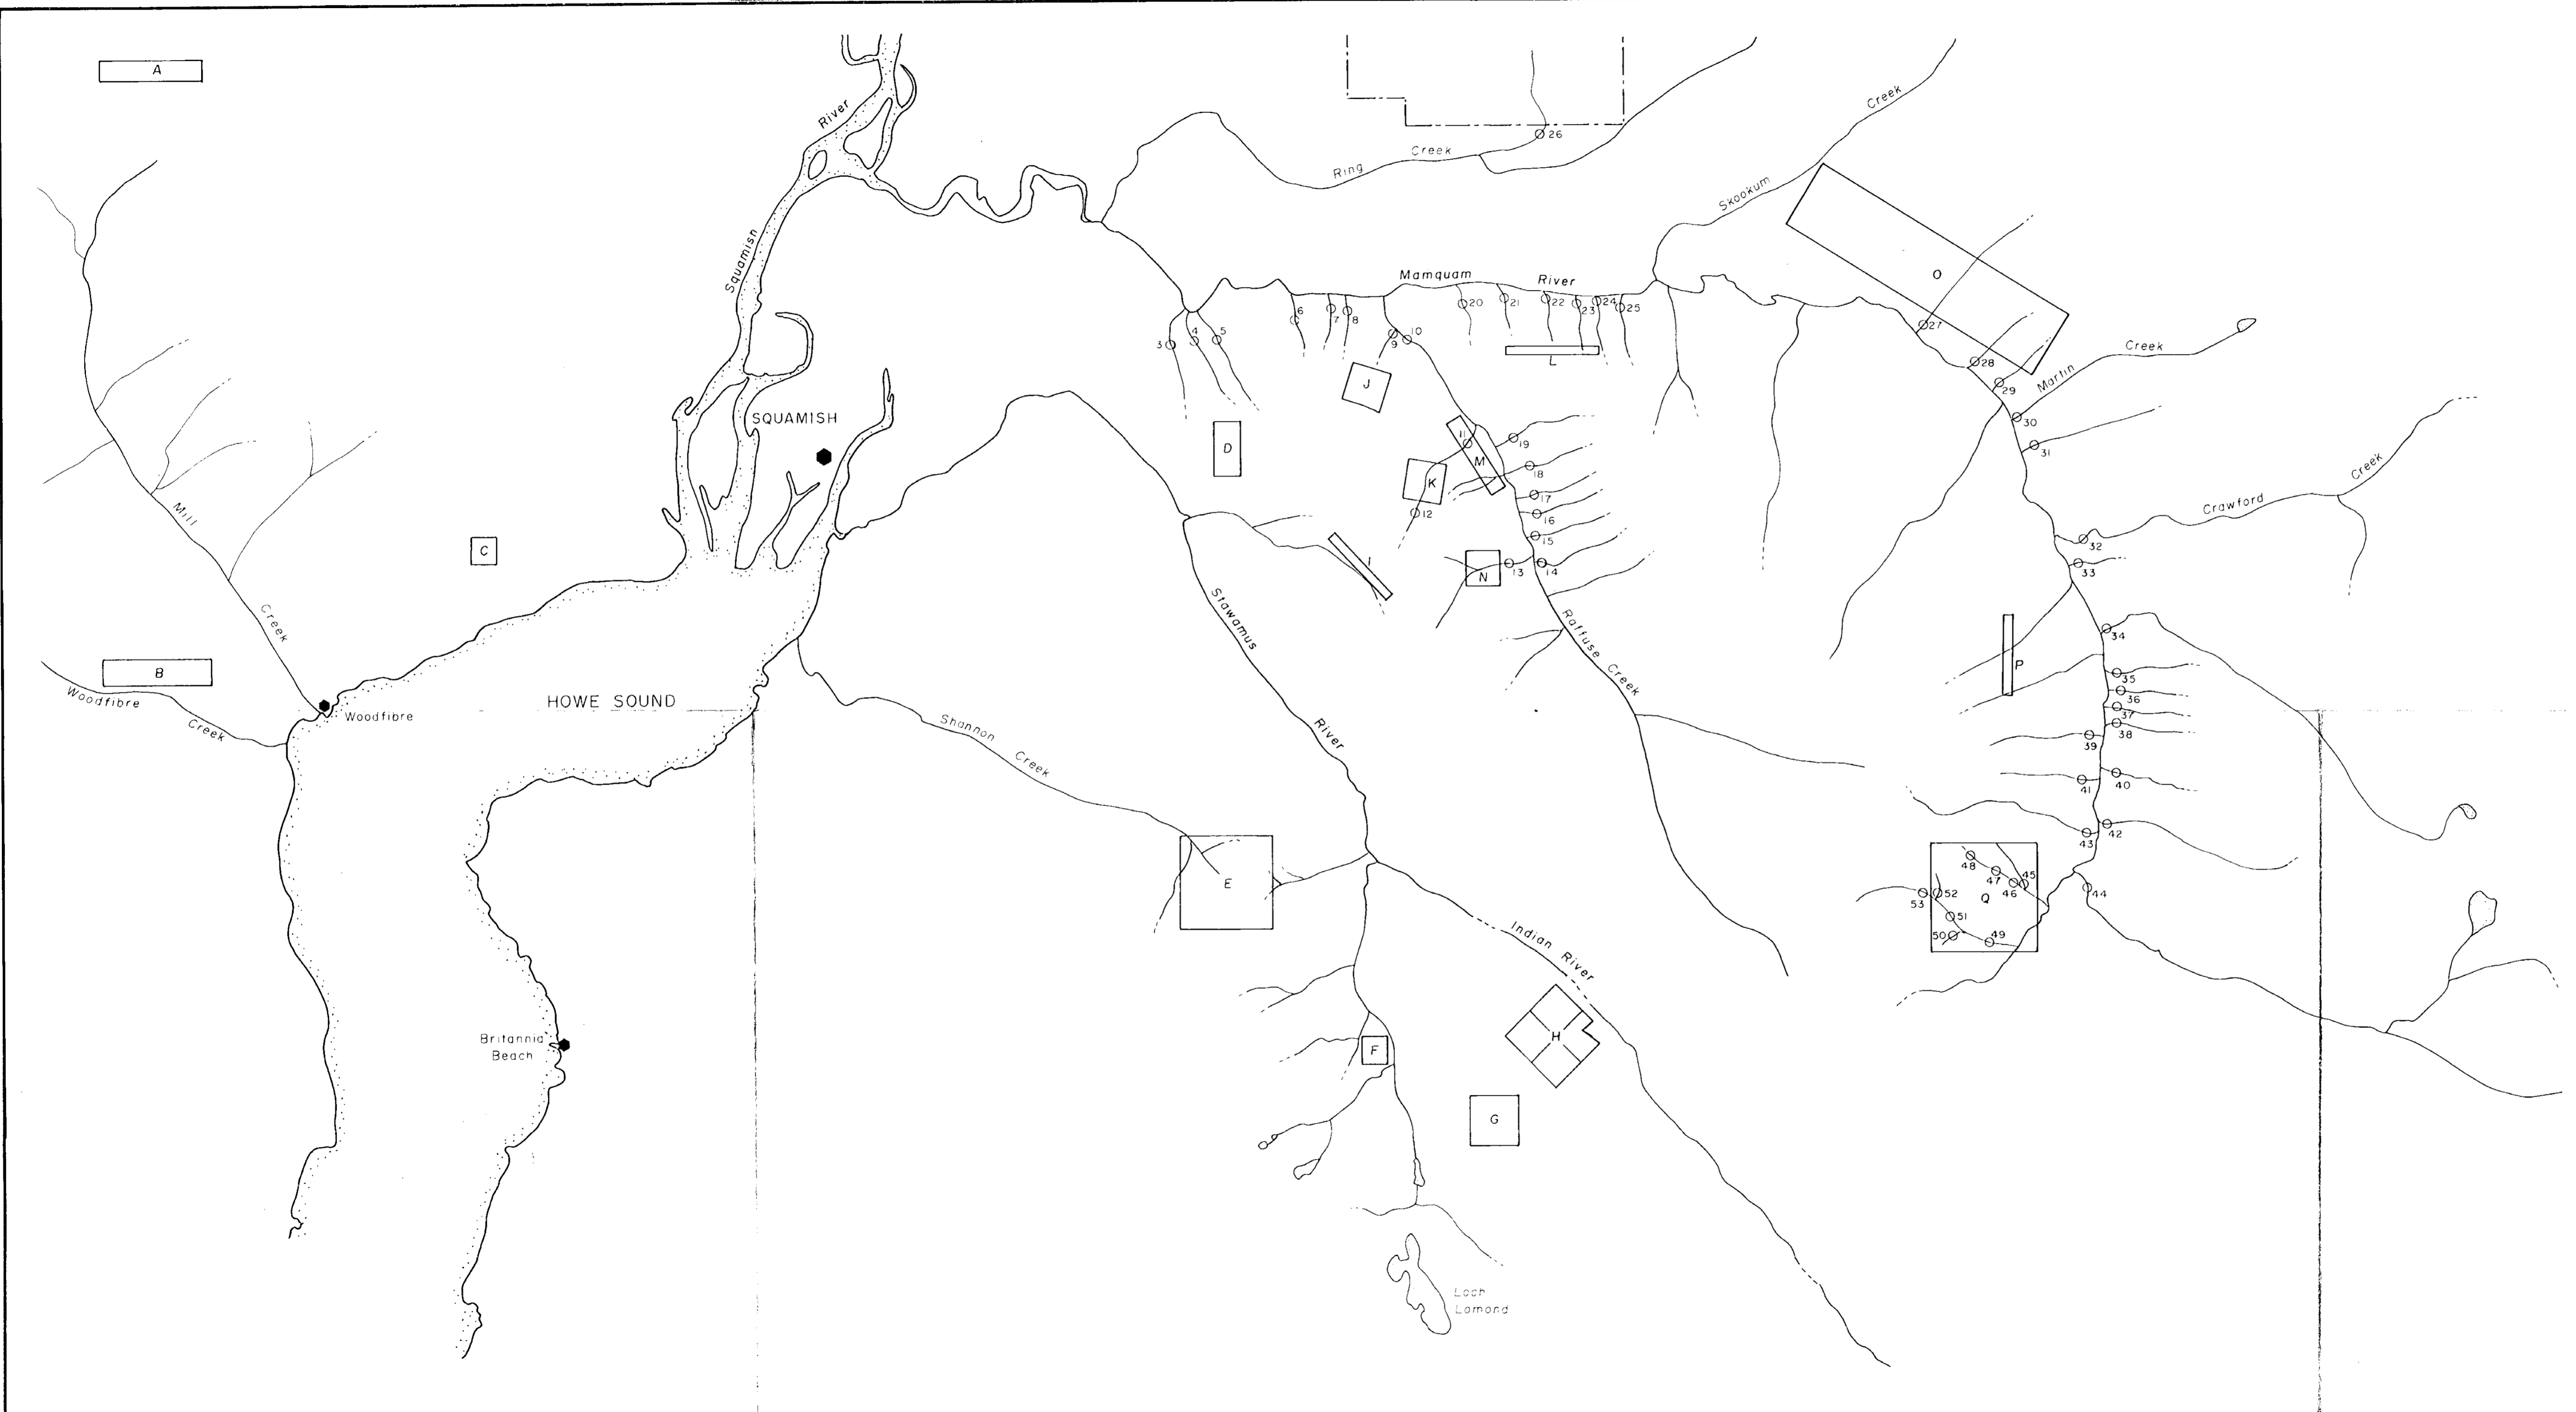 A
River
26
Creek
Ring
Creek
Skookum
Squamish
O
Mamquam
River
20
21
22
23
24
25
6
7
8
3
4
5
9
10
27
L
J
28
29
Martin
Creek
SQUAMISH
30
31
D
11
M
19
18
K
17
12
16
15
Creek
Crawford
Mill
C
32
33
I
N
13
14
Creek
Stawamus
Raffuse Creek
34
B
P
35
36
37
38
39
Woodfibre
Creek
Woodfibre
HOWE SOUND
Shannon
Creek
River
41
40
42
43
48
47
46
45
E
Q
44
53
52
51
50
49
Indian River
Britannia
Beach
F
H
G
Loch
Lomond